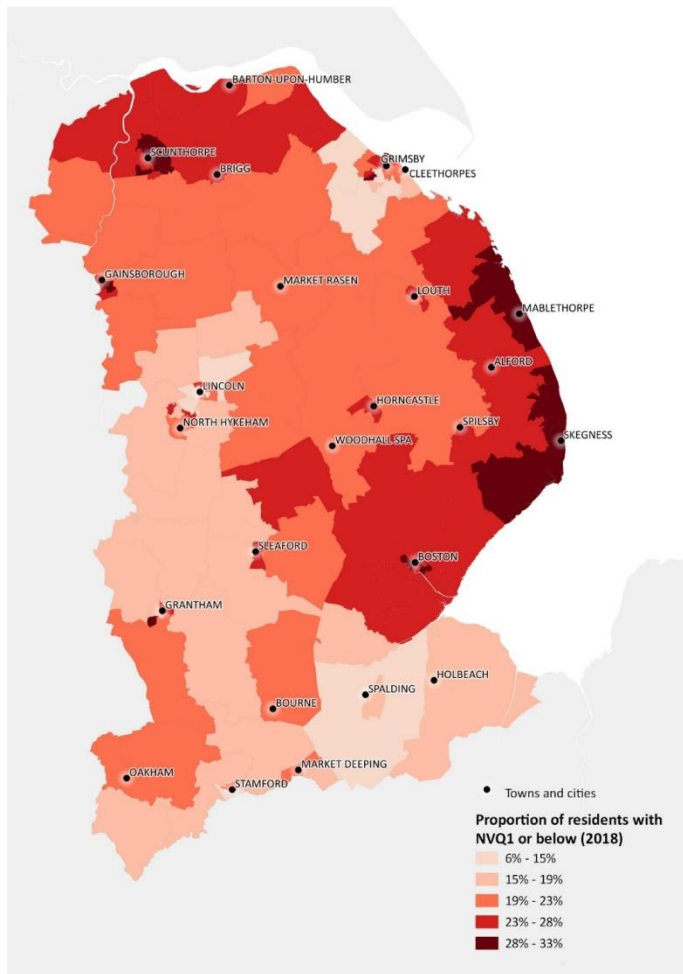 BARTON-UPON-HUMBER
SCUNTHORPE
BRIGG
GRIMSBY
CLEETHORPES
GAINSBOROUGH
MARKET RASEN
LOUTH
MABLETHORPE
ALFORD
LINCOLN
HORNCASTLE
NORTH HYKEHAM
SPILSBY
SKEGNESS
WOODHALL SPA
SLEAFORD
BOSTON
GRANTHAM
HOLBEACH
SPALDING
BOURNE
OAKHAM
MARKET DEEPING
STAMFORD
Towns and cities
Proportion of residents with
NVQ1 or below (2018)
6% - 15%
15% - 19%
19% - 23%
23% - 28%
28% - 33%